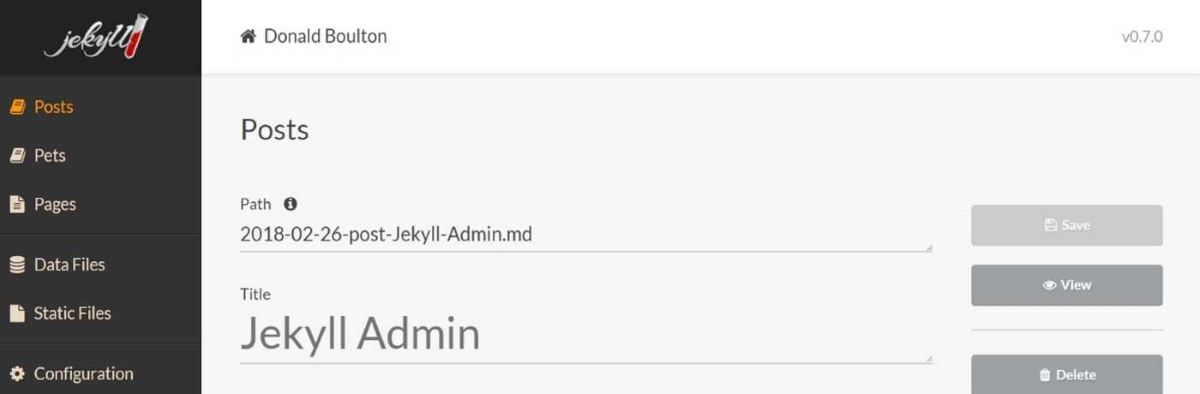 jekyll
Donald Boulton
v0.7.0
Posts
Pets
Pages
Data Files
Static Files
Configuration
Posts
Path
2018-02-26-post-Jekyll-Admin.md
Title
Jekyll Admin
Save
View
Delete